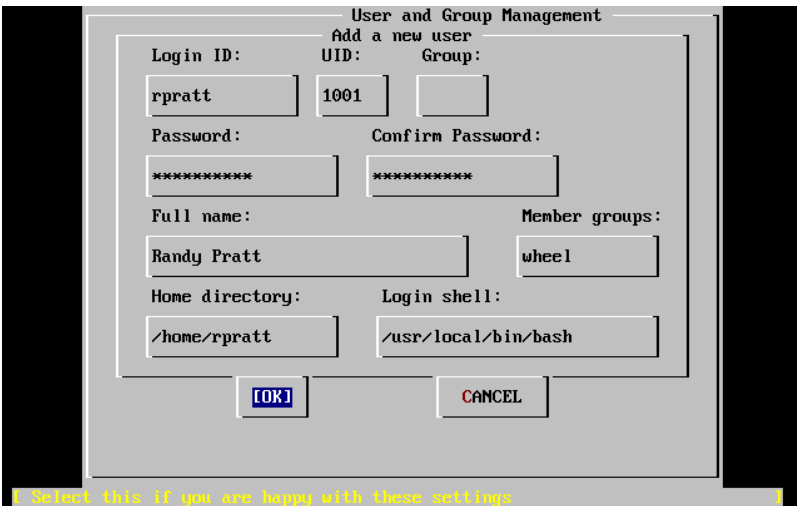 User and Group Management
Add a new user
Login ID: UID: Group:
rpratt 1001
Password: Confirm Password:
********** **********
Full name: Member groups:
Randy Pratt wheel
Home directory: Login shell:
/home/rpratt /usr/local/bin/bash
[OK] CANCEL
[ Select this if you are happy with these settings ]